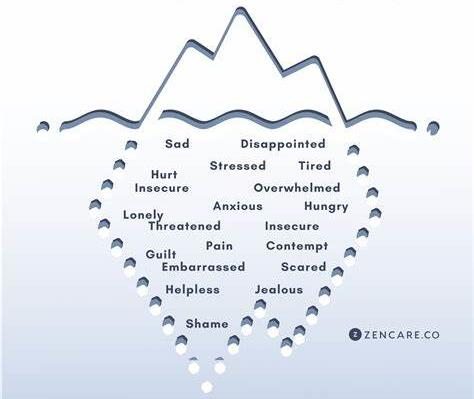 Sad Disappointed
Stressed Tired
Hurt
Insecure Overwhelmed
Anxious Hungry
Lonely
Threatened Insecure
Pain Contempt
Guilt
Embarrassed Scared
Helpless Jealous
Shame
Z ZENCARE.CO